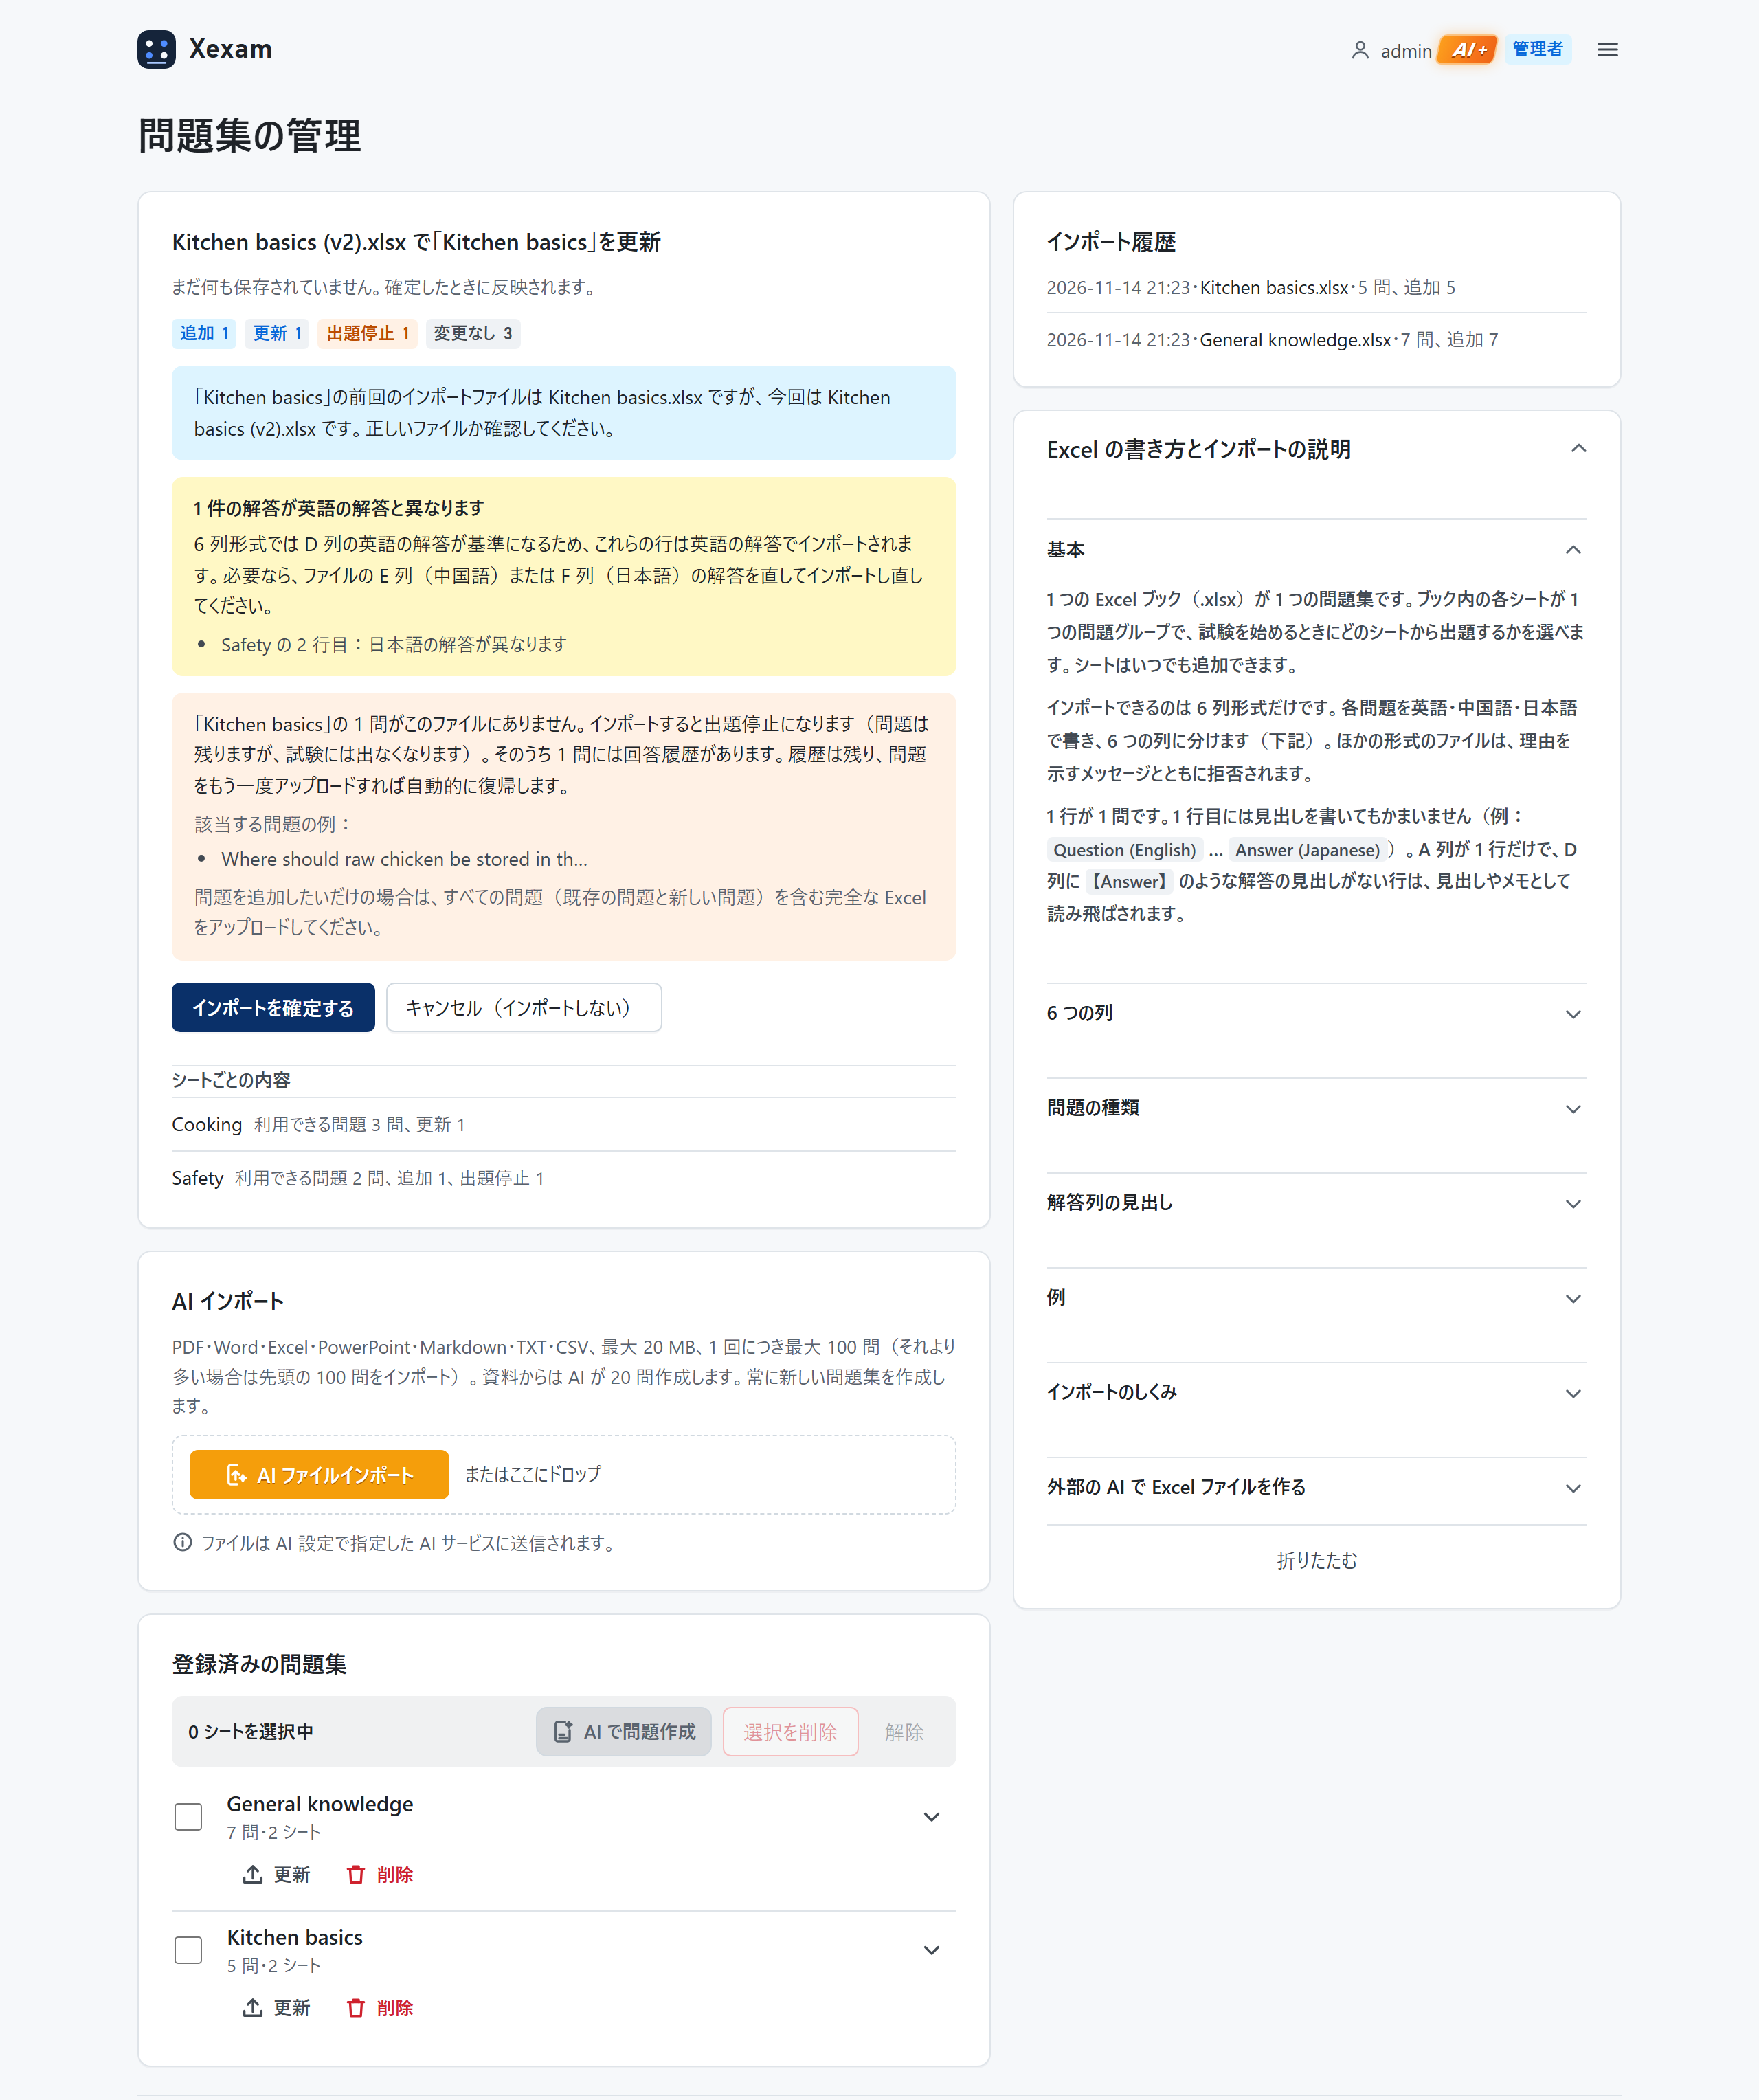 Xexam
admin AI+ 管理者
問題集の管理
Kitchen basics (v2).xlsx で「Kitchen basics」を更新
まだ何も保存されていません。確定したときに反映されます。
追加 1 更新 1 出題停止 1 変更なし 3
「Kitchen basics」の前回のインポートファイルは Kitchen basics.xlsx ですが、今回は Kitchen
basics (v2).xlsx です。正しいファイルか確認してください。
1 件の解答が英語の解答と異なります
6 列形式では D 列の英語の解答が基準になるため、これらの行は英語の解答でインポートされま
す。必要なら、ファイルの E 列（中国語）または F 列（日本語）の解答を直してインポートし直し
てください。
• Safety の 2 行目：日本語の解答が異なります
「Kitchen basics」の 1 問がこのファイルにありません。インポートすると出題停止になります（問題は
残りますが、試験には出なくなります）。そのうち 1 問には回答履歴があります。履歴は残り、問題
をもう一度アップロードすれば自動的に復帰します。
該当する問題の例：
• Where should raw chicken be stored in th...
問題を追加したいだけの場合は、すべての問題（既存の問題と新しい問題）を含む完全な Excel
をアップロードしてください。
インポートを確定する キャンセル（インポートしない）
シートごとの内容
Cooking 利用できる問題 3 問、更新 1
Safety 利用できる問題 2 問、追加 1、出題停止 1
AI インポート
PDF・Word・Excel・PowerPoint・Markdown・TXT・CSV、最大 20 MB、1 回につき最大 100 問（それより
多い場合は先頭の 100 問をインポート）。資料からは AI が 20 問作成します。常に新しい問題集を作成し
ます。
AI ファイルインポート またはここにドロップ
ファイルは AI 設定で指定した AI サービスに送信されます。
登録済みの問題集
0 シートを選択中 AI で問題作成 選択を削除 解除
General knowledge
7 問・2 シート
更新 削除
Kitchen basics
5 問・2 シート
更新 削除
インポート履歴
2026-11-14 21:23・Kitchen basics.xlsx・5 問、追加 5
2026-11-14 21:23・General knowledge.xlsx・7 問、追加 7
Excel の書き方とインポートの説明
基本
1 つの Excel ブック（.xlsx）が 1 つの問題集です。ブック内の各シートが 1
つの問題グループで、試験を始めるときにどのシートから出題するかを選べま
す。シートはいつでも追加できます。
インポートできるのは 6 列形式だけです。各問題を英語・中国語・日本語
で書き、6 つの列に分けます（下記）。ほかの形式のファイルは、理由を
示すメッセージとともに拒否されます。
1 行が 1 問です。1 行目には見出しを書いてもかまいません（例：
Question (English) … Answer (Japanese)）。A 列が 1 行だけで、D
列に 【Answer】 のような解答の見出しがない行は、見出しやメモとして
読み飛ばされます。
6 つの列
問題の種類
解答列の見出し
例
インポートのしくみ
外部の AI で Excel ファイルを作る
折りたたむ